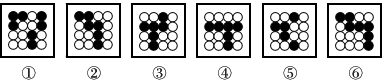 ① ② ③ ④ ⑤ ⑥